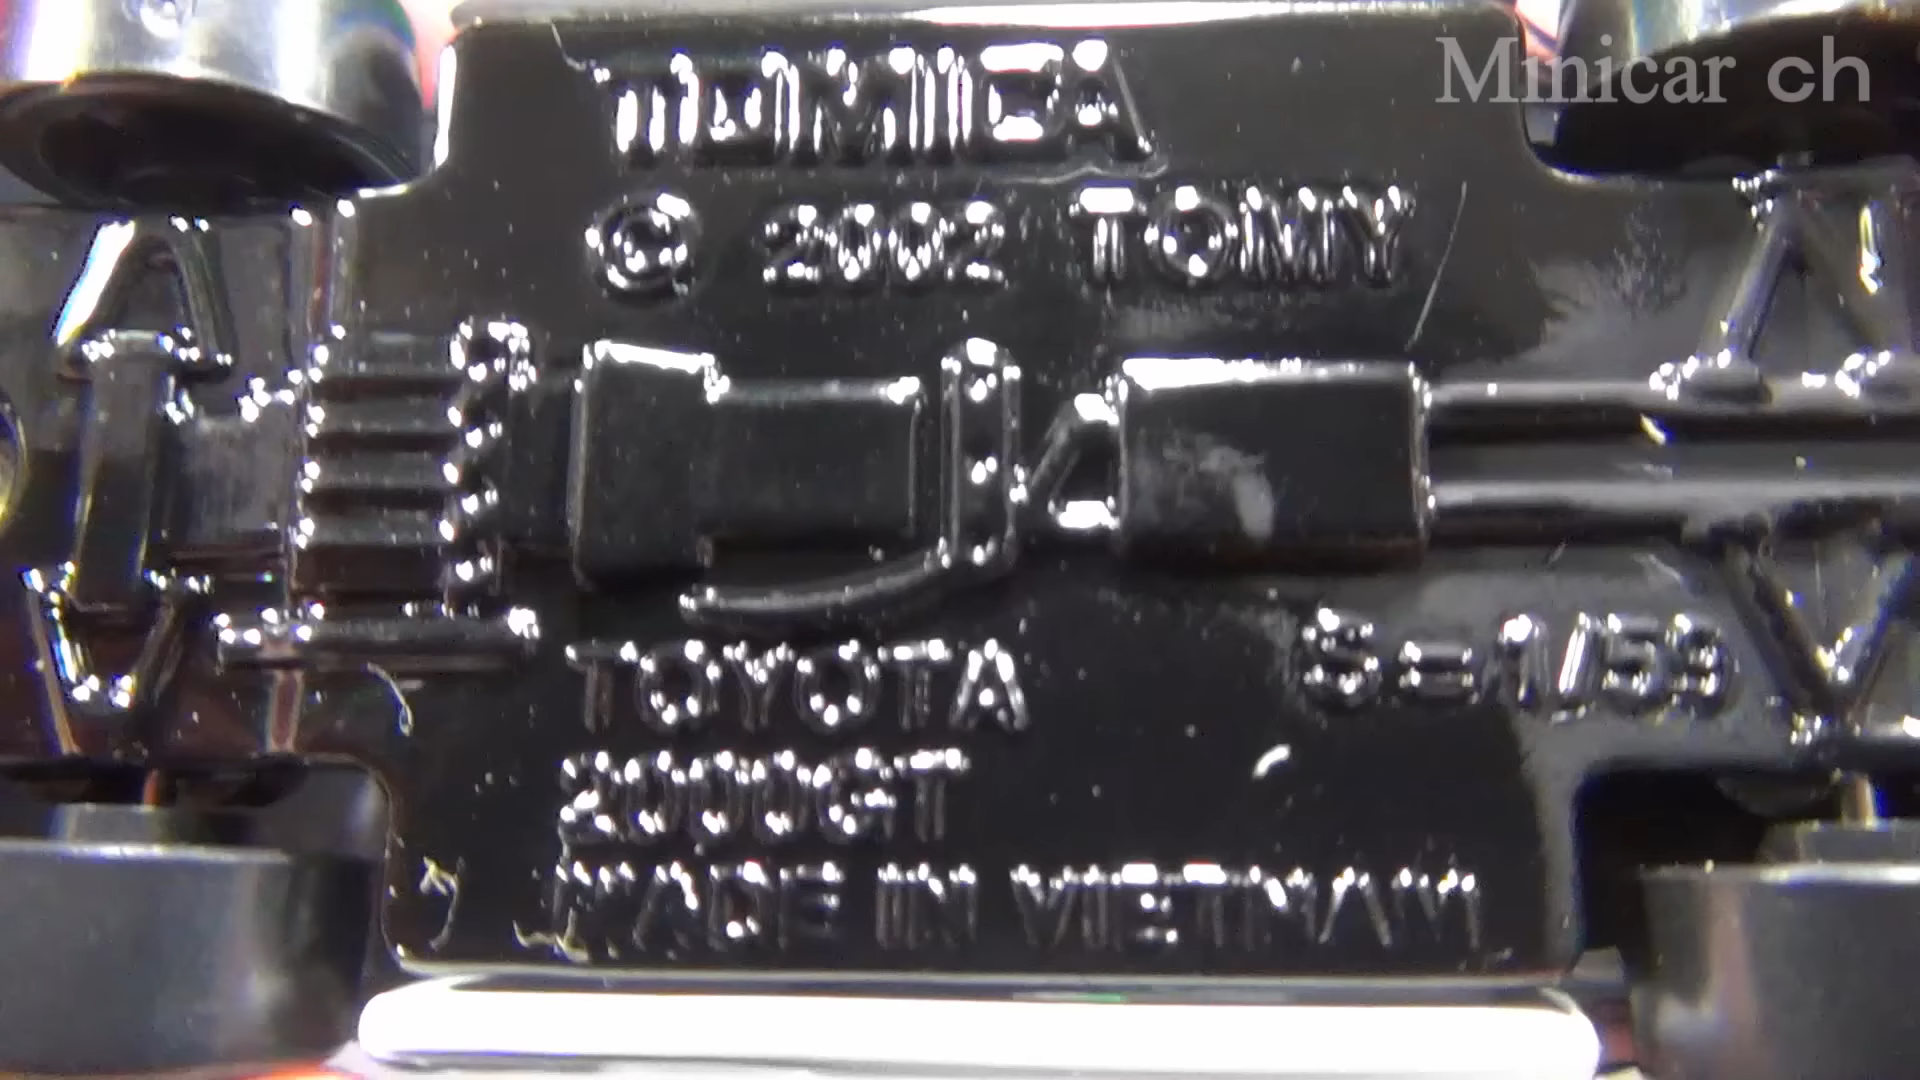 Minicar ch
TOMICA
© 2002 TOMY
TOYOTA
S=1/59
2000GT
MADE IN VIETNAM